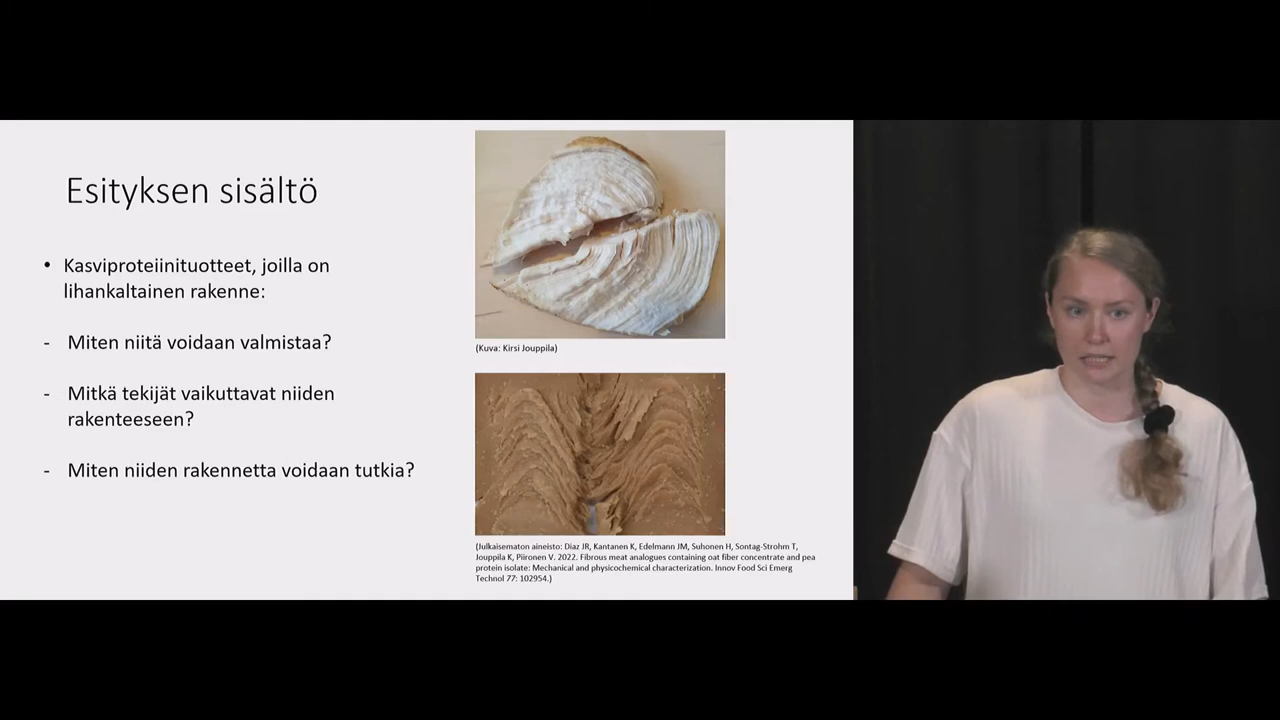 Esityksen sisältö
• Kasviproteiinituotteet, joilla on
lihankaltainen rakenne:
- Miten niitä voidaan valmistaa?
- Mitkä tekijät vaikuttavat niiden
rakenteeseen?
- Miten niiden rakennetta voidaan tutkia?
(Kuva: Kirsi Jouppila)
(Julkaisematon aineisto: Diaz JR, Kantanen K, Edelmann JM, Suhonen H, Sontag-Strohm T,
Jouppila K, Piironen V. 2022. Fibrous meat analogues containing oat fiber concentrate and pea
protein isolate: Mechanical and physicochemical characterization. Innov Food Sci Emerg
Technol 77: 102954.)